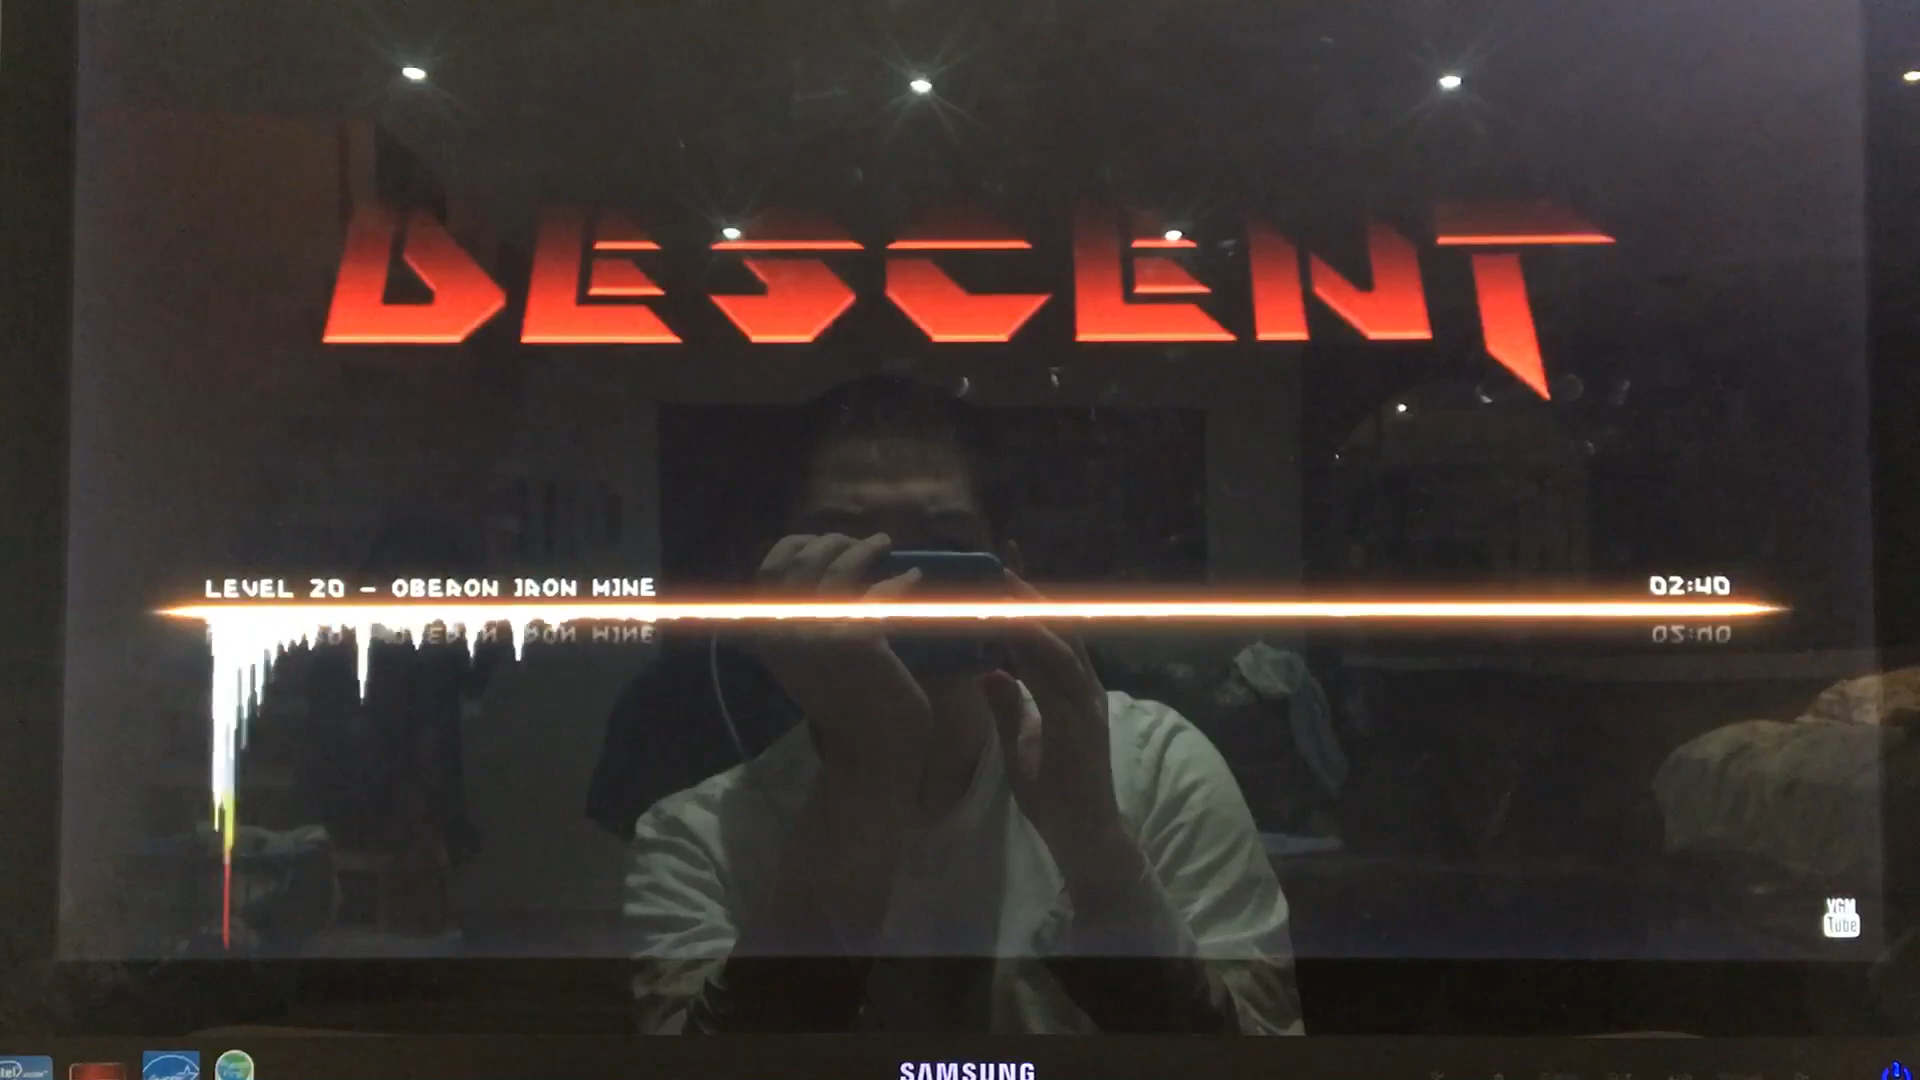 DESCENT
LEVEL 20 - OBERON IRON MINE
02:40
VGM
Tube
SAMSUNG